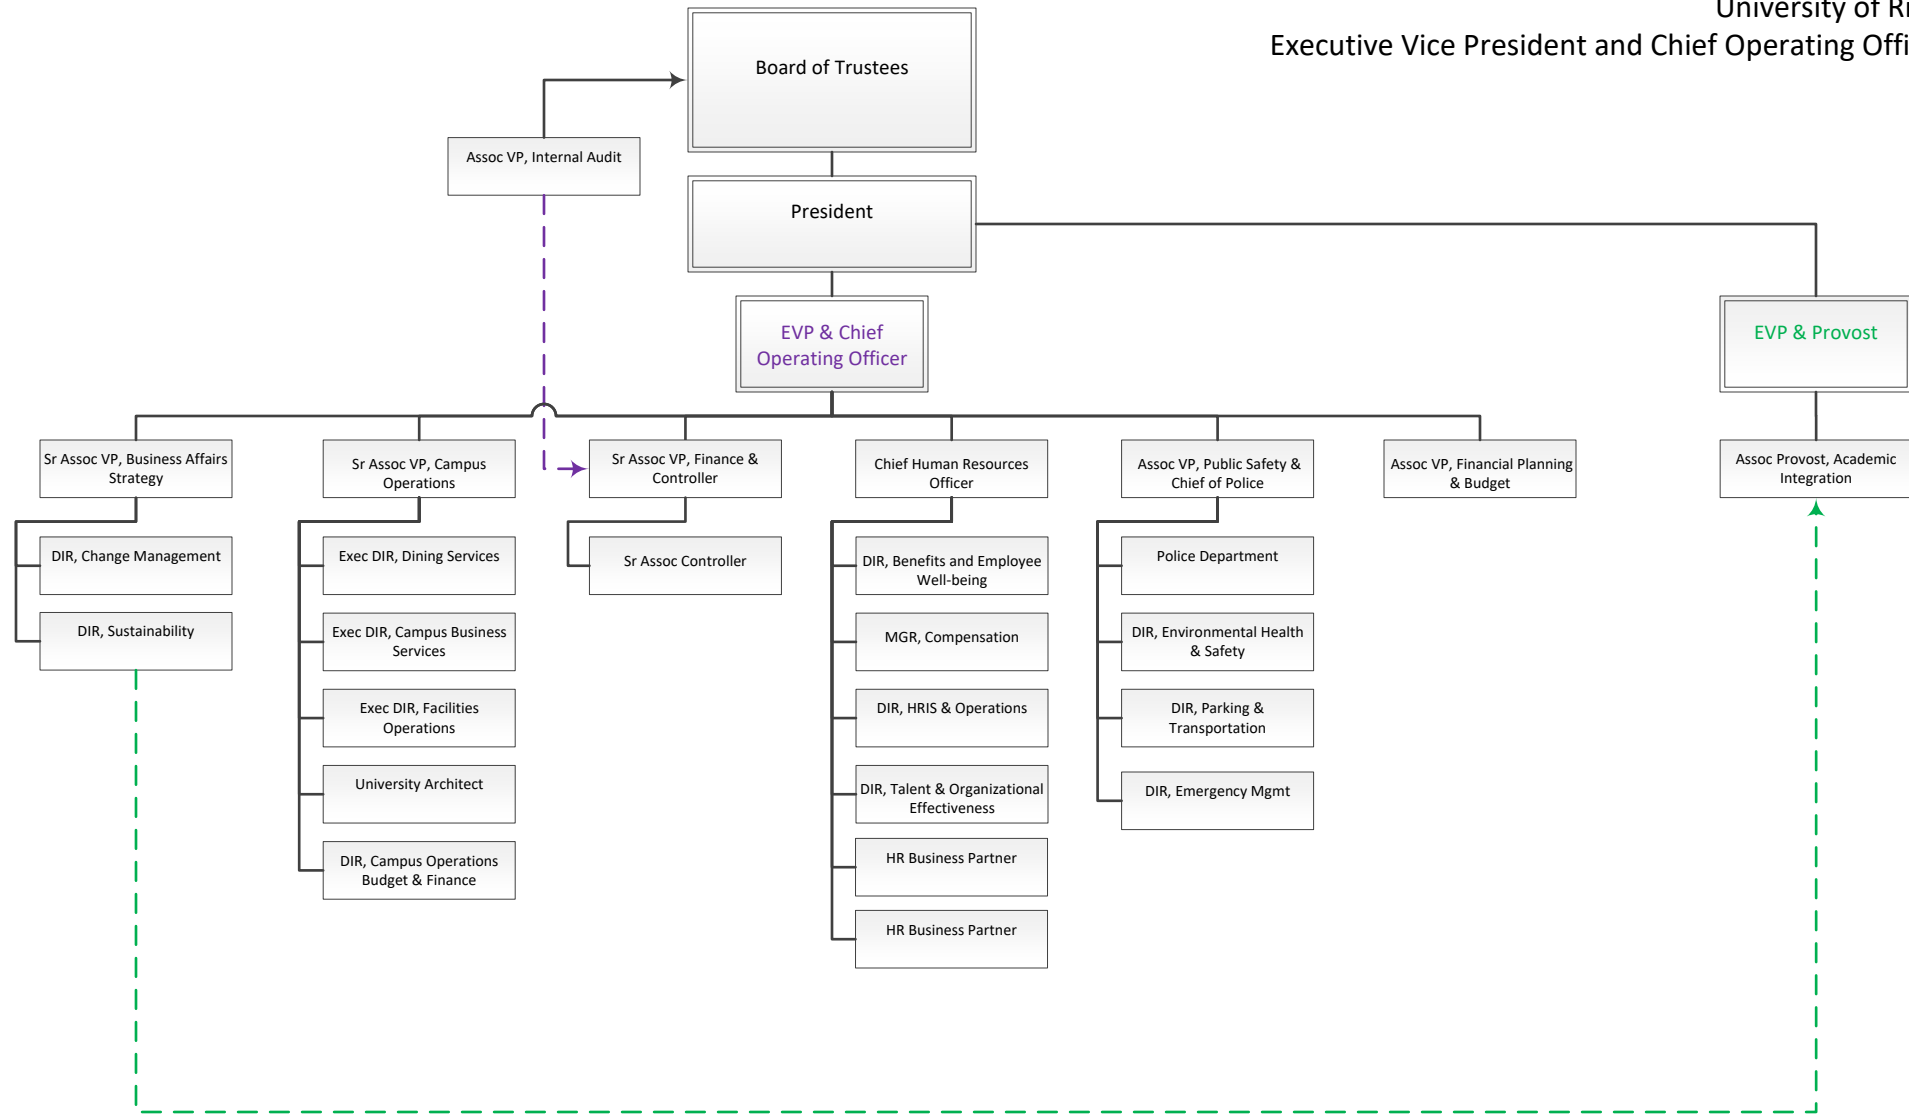 University of
Executive Vice President and Chief Operating
Board of Trustees
Assoc VP, Internal Audit
President
EVP & Chief
Operating Officer
EVP & Provost
Sr Assoc VP, Business Affairs
Strategy
Sr Assoc VP, Campus
Operations
Sr Assoc VP, Finance &
Controller
Chief Human Resources
Officer
Assoc VP, Public Safety &
Chief of Police
Assoc VP, Financial Planning
& Budget
Assoc Provost, Academic
Integration
DIR, Change Management
DIR, Sustainability
Exec DIR, Dining Services
Exec DIR, Campus Business
Services
Exec DIR, Facilities
Operations
University Architect
DIR, Campus Operations
Budget & Finance
Sr Assoc Controller
DIR, Benefits and Employee
Well-being
MGR, Compensation
DIR, HRIS & Operations
DIR, Talent & Organizational
Effectiveness
HR Business Partner
HR Business Partner
Police Department
DIR, Environmental Health
& Safety
DIR, Parking &
Transportation
DIR, Emergency Mgmt